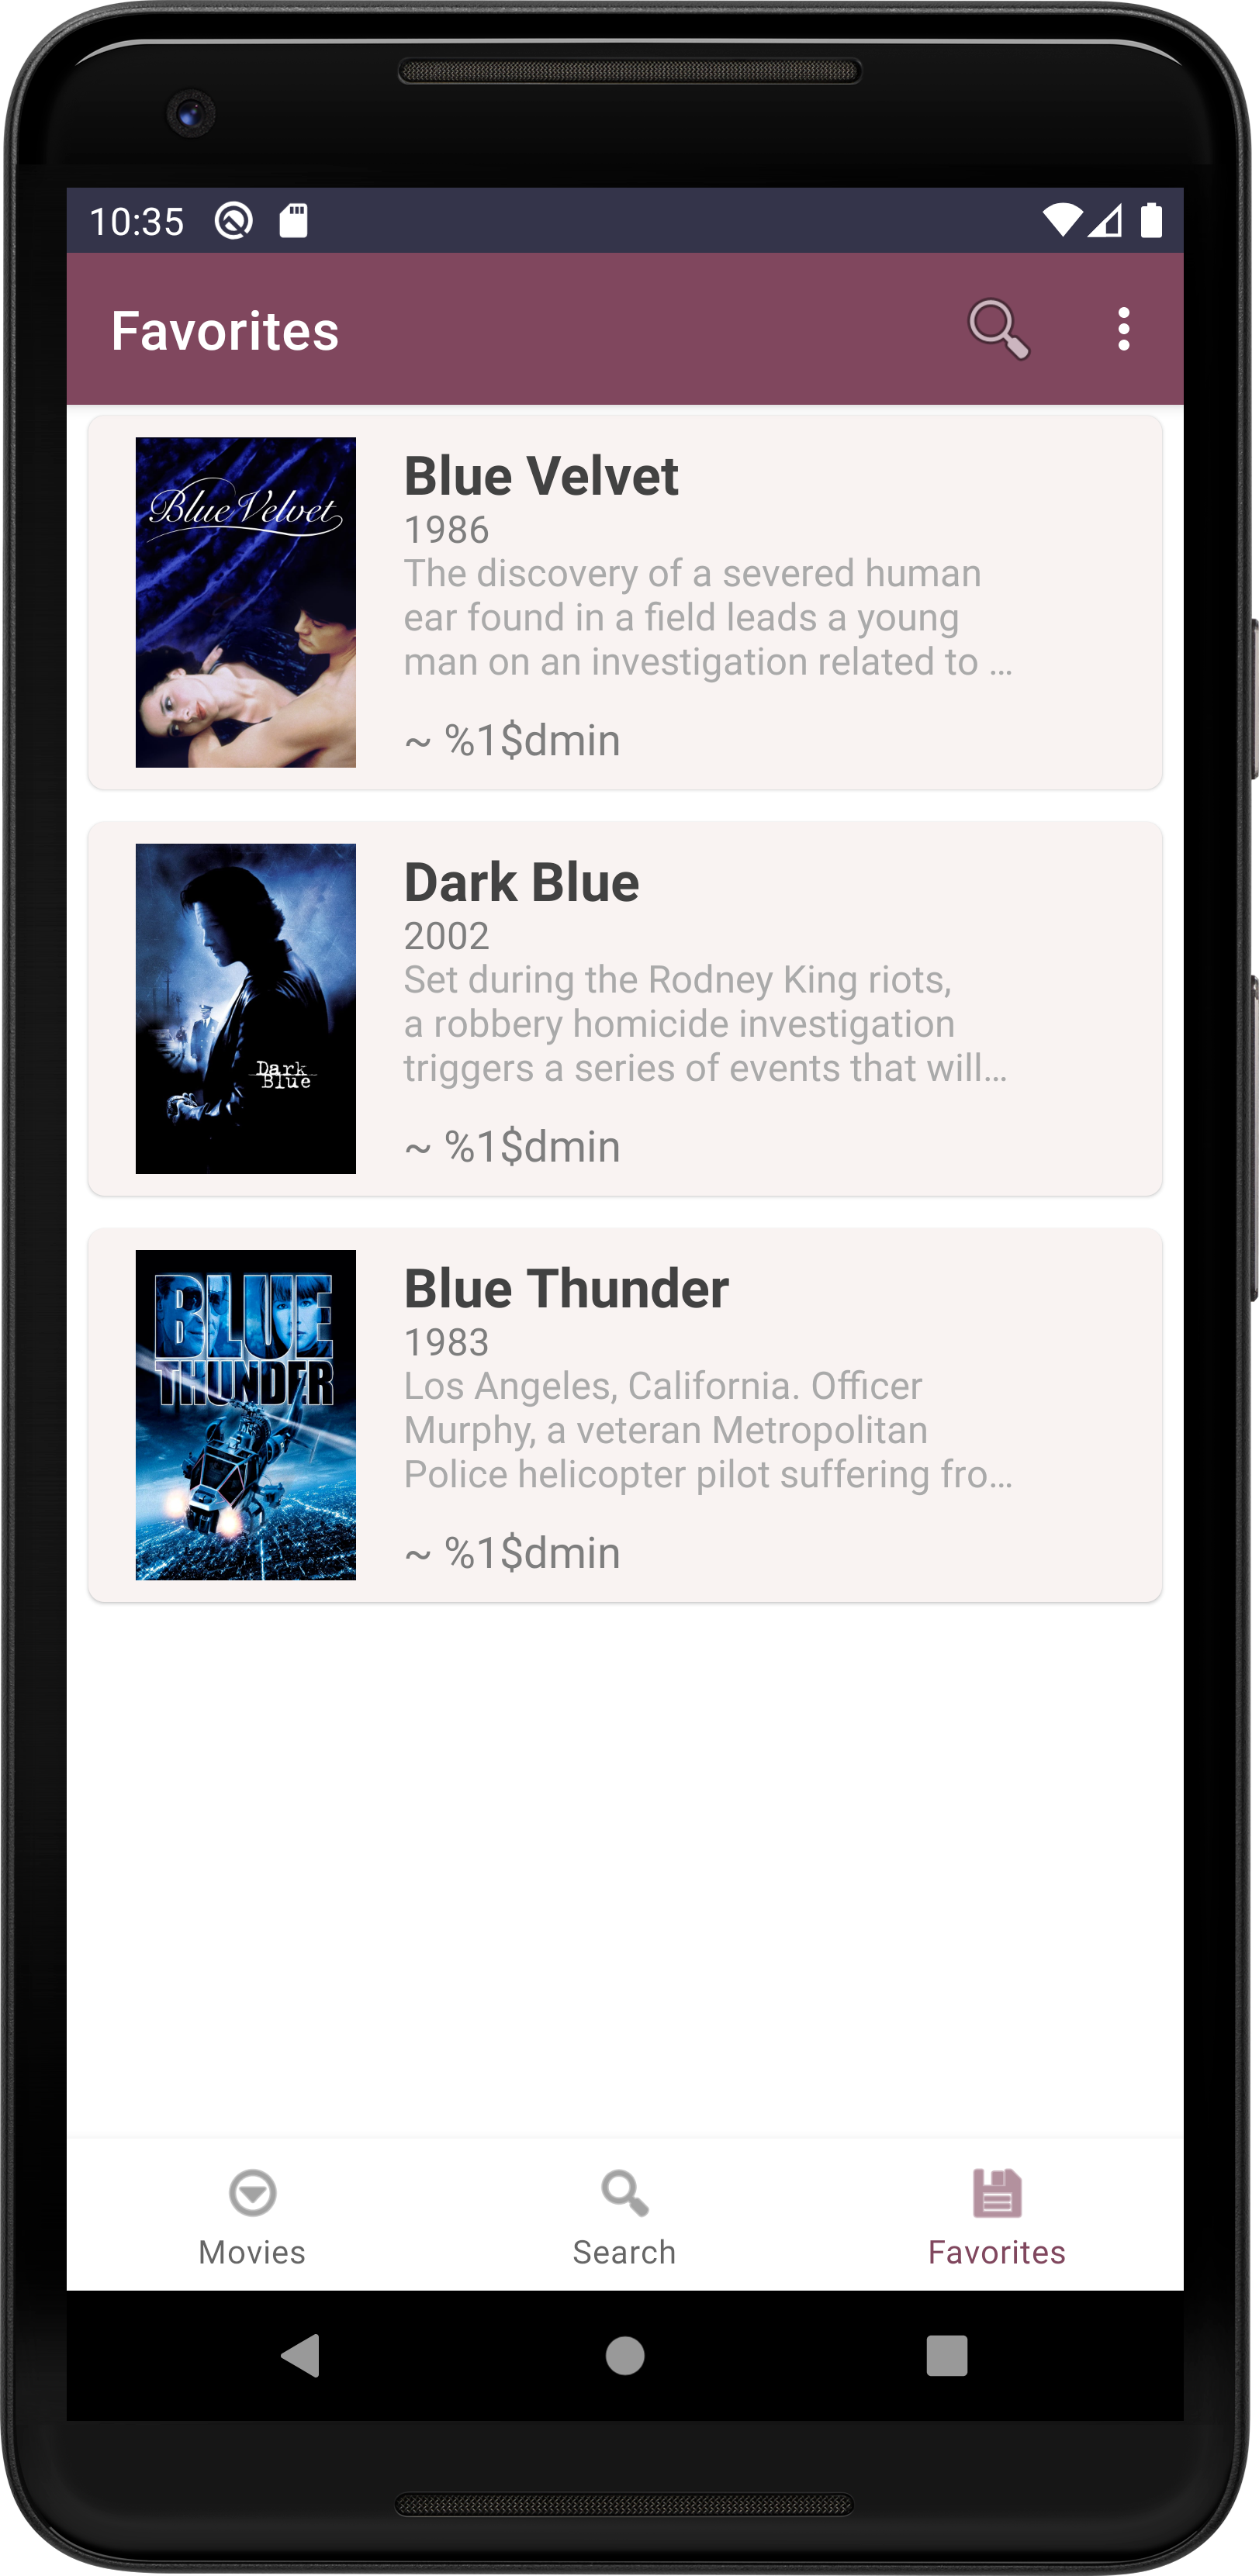 10:35
Favorites
Blue Velvet
Blue Velvet
1986
The discovery of a severed human
ear found in a field leads a young
man on an investigation related to ...
~ %1$dmin
Dark
Blue
Dark Blue
2002
Set during the Rodney King riots,
a robbery homicide investigation
triggers a series of events that will...
~ %1$dmin
BLUE
THUNDER
Blue Thunder
1983
Los Angeles, California. Officer
Murphy, a veteran Metropolitan
Police helicopter pilot suffering fro...
~ %1$dmin
Movies
Search
Favorites